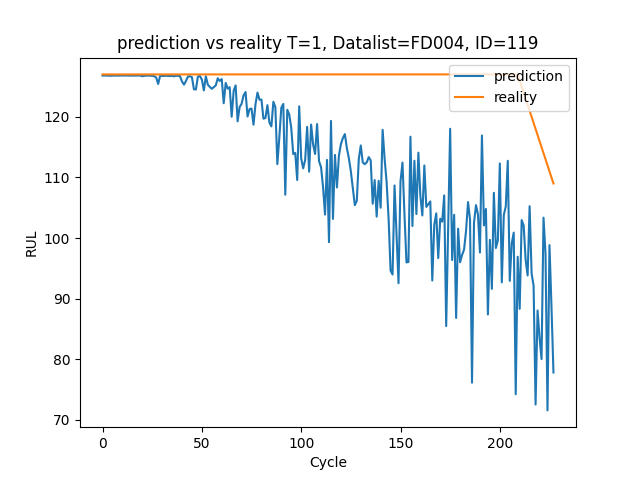 prediction vs reality T=1, Datalist=FD004, ID=119
prediction
reality
RUL
120
110
100
90
80
70
0 50 100 150 200
Cycle